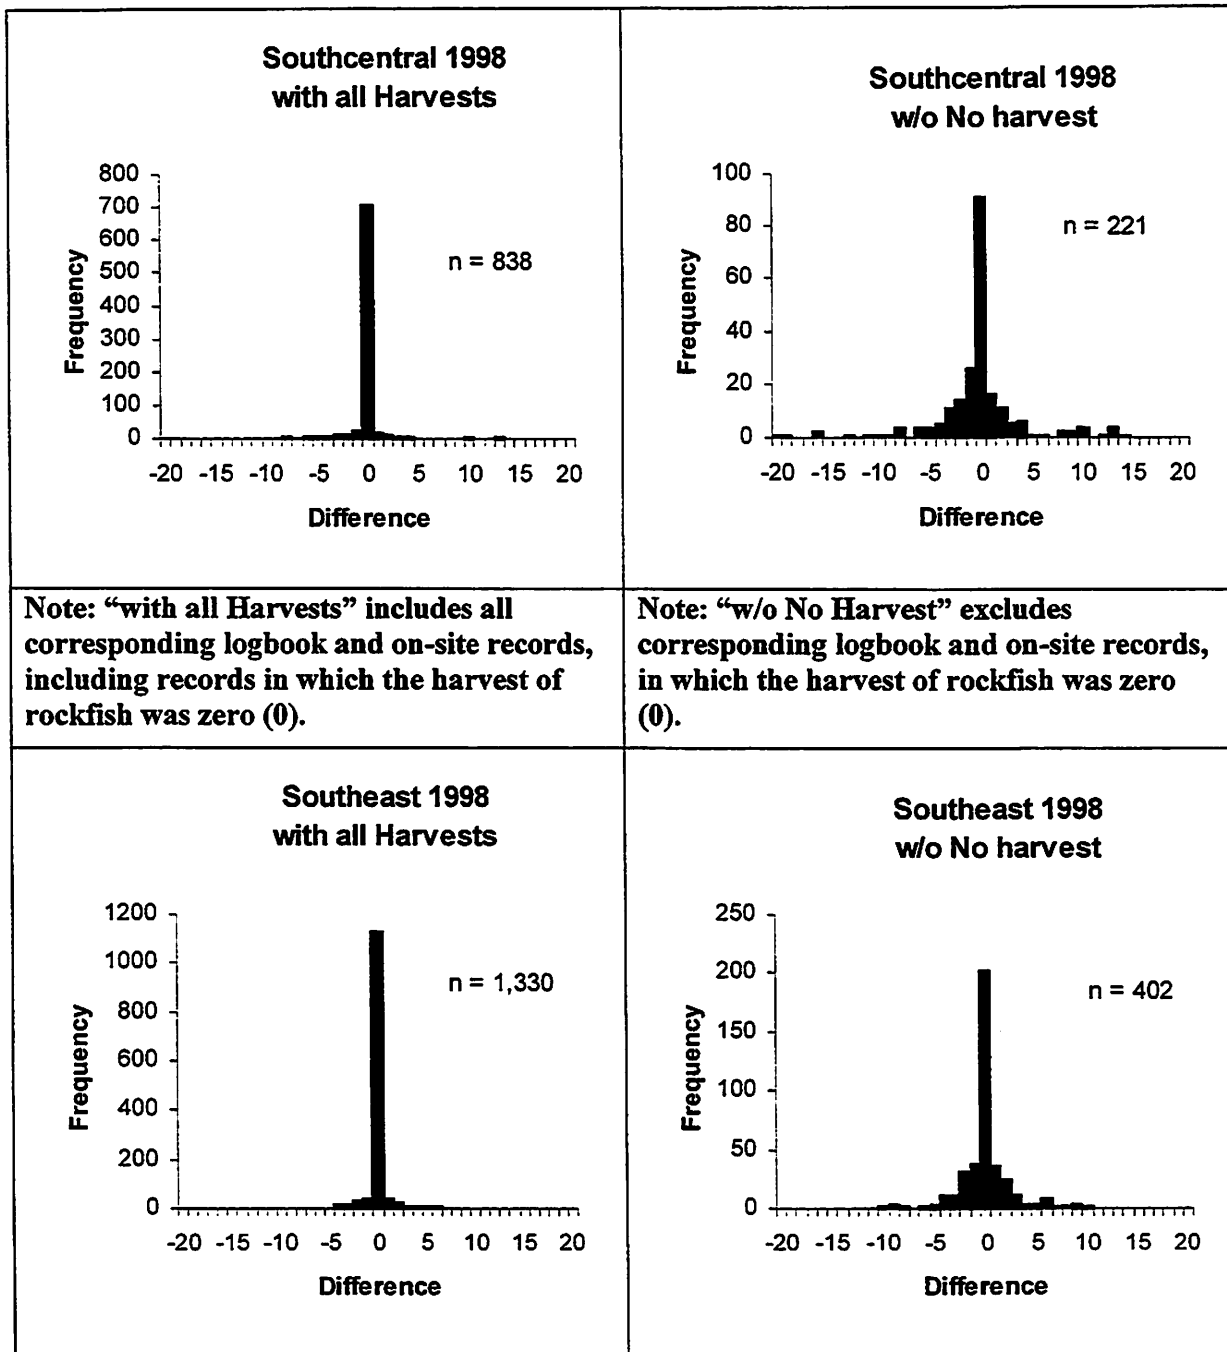 Southcentral 1998
with all Harvests
800
700
600
500
400
300
200
100
0
Frequency
n = 838
-20 -15 -10 -5 0 5 10 15 20
Difference
Southcentral 1998
w/o No harvest
100
80
60
40
20
0
Frequency
n = 221
-20 -15 -10 -5 0 5 10 15 20
Difference
Note: “with all Harvests” includes all
corresponding logbook and on-site records,
including records in which the harvest of
rockfish was zero (0).
Note: “w/o No Harvest” excludes
corresponding logbook and on-site records,
in which the harvest of rockfish was zero
(0).
Southeast 1998
with all Harvests
1200
1000
800
600
400
200
0
Frequency
n = 1,330
-20 -15 -10 -5 0 5 10 15 20
Difference
Southeast 1998
w/o No harvest
250
200
150
100
50
0
Frequency
n = 402
-20 -15 -10 -5 0 5 10 15 20
Difference